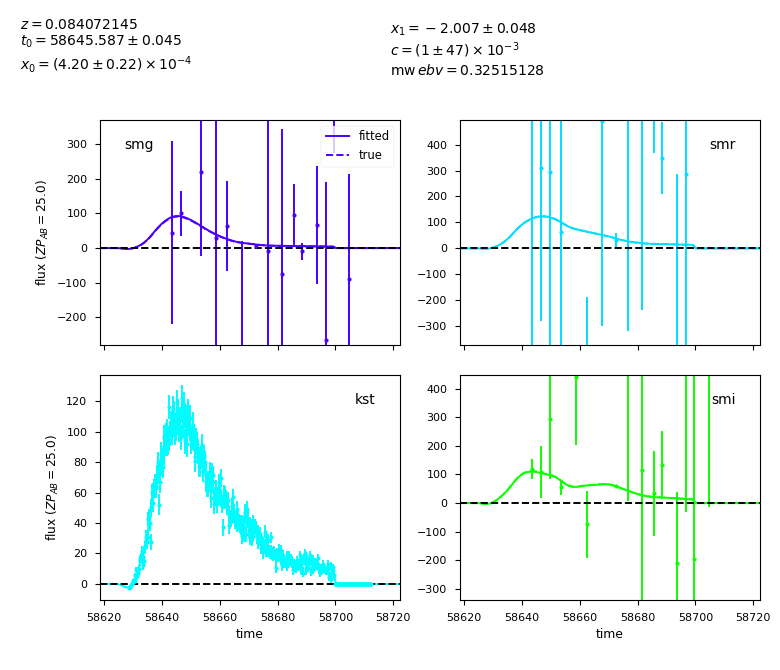 z = 0.084072145
t₀ = 58645.587 ± 0.045
x₀ = (4.20 ± 0.22) × 10⁻⁴
x₁ = −2.007 ± 0.048
c = (1 ± 47) × 10⁻³
mw ebv = 0.32515128
smg
fitted
true
300
200
100
0
−100
−200
flux (ZP_AB = 25.0)
smr
400
300
200
100
0
−100
−200
−300
kst
120
100
80
60
40
20
0
flux (ZP_AB = 25.0)
58620 58640 58660 58680 58700 58720
time
smi
400
300
200
100
0
−100
−200
−300
58620 58640 58660 58680 58700 58720
time